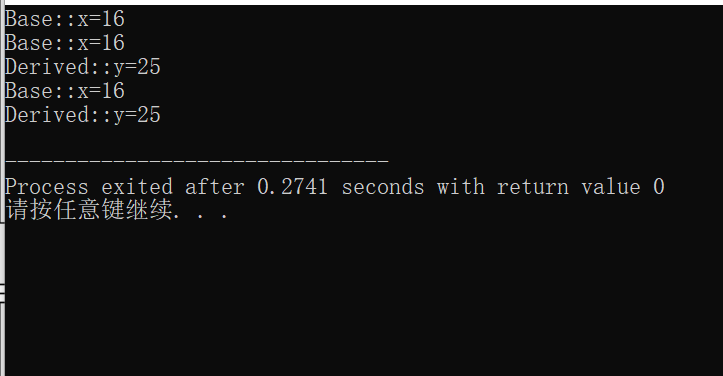 Base::x=16
Base::x=16
Derived::y=25
Base::x=16
Derived::y=25
--------------------------------
Process exited after 0.2741 seconds with return value 0
请按任意键继续. . .